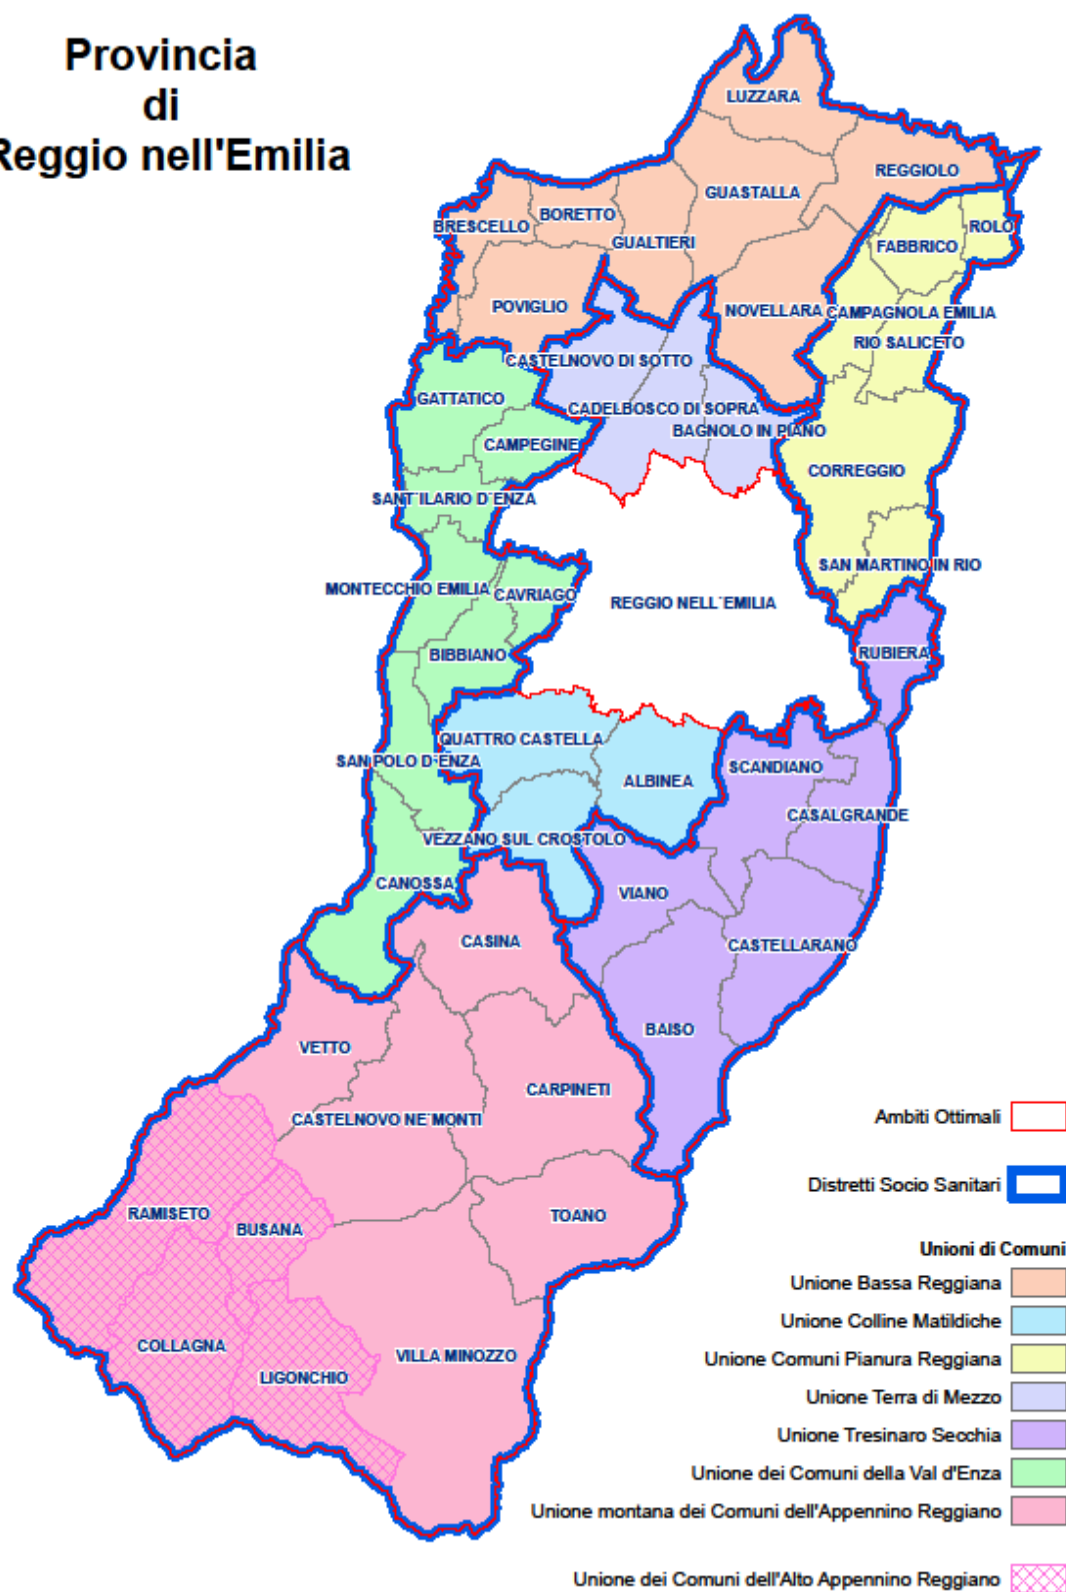 Provincia
di
Reggio nell'Emilia
LUZZARA
REGGIOLO
GUASTALLA
BORETTO
BRESCELLO
ROLO
GUALTIERI
FABBRICO
POVIGLIO
NOVELLARA
CAMPAGNOLA EMILIA
RIO SALICETO
CASTELNOVO DI SOTTO
GATTATICO
CADELBOSCO DI SOPRA
BAGNOLO IN PIANO
CAMPEGINE
CORREGGIO
SANT'ILARIO D'ENZA
SAN MARTINO IN RIO
MONTECCHIO EMILIA
CAVRIAGO
REGGIO NELL'EMILIA
BIBBIANO
RUBIERA
QUATTRO CASTELLA
SAN POLO D'ENZA
SCANDIANO
ALBINEA
CASALGRANDE
VEZZANO SUL CROSTOLO
CANOSSA
VIANO
CASINA
CASTELLARANO
BAISO
VETTO
CARPINETI
CASTELNOVO NE'MONTI
RAMISETO
BUSANA
TOANO
COLLAGNA
VILLA MINOZZO
LIGONCHIO
Ambiti Ottimali
Distretti Socio Sanitari
Unioni di Comuni
Unione Bassa Reggiana
Unione Colline Matildiche
Unione Comuni Pianura Reggiana
Unione Terra di Mezzo
Unione Tresinaro Secchia
Unione dei Comuni della Val d'Enza
Unione montana dei Comuni dell'Appennino Reggiano
Unione dei Comuni dell'Alto Appennino Reggiano